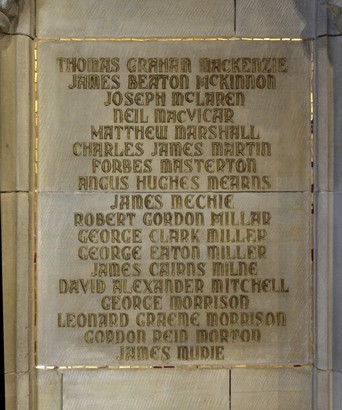 THOMAS GRAHAM MACKENZIE
JAMES BEATON McKINNON
JOSEPH McLAREN
NEIL MACVICAR
MATTHEW MARSHALL
CHARLES JAMES MARTIN
FORBES MASTERTON
ANGUS HUGHES MEARNS
JAMES MECHIE
ROBERT GORDON MILLAR
GEORGE CLARK MILLER
GEORGE EATON MILLER
JAMES CAIRNS MILNE
DAVID ALEXANDER MITCHELL
GEORGE MORRISON
LEONARD GRAEME MORRISON
GORDON REID MORTON
JAMES MUDIE